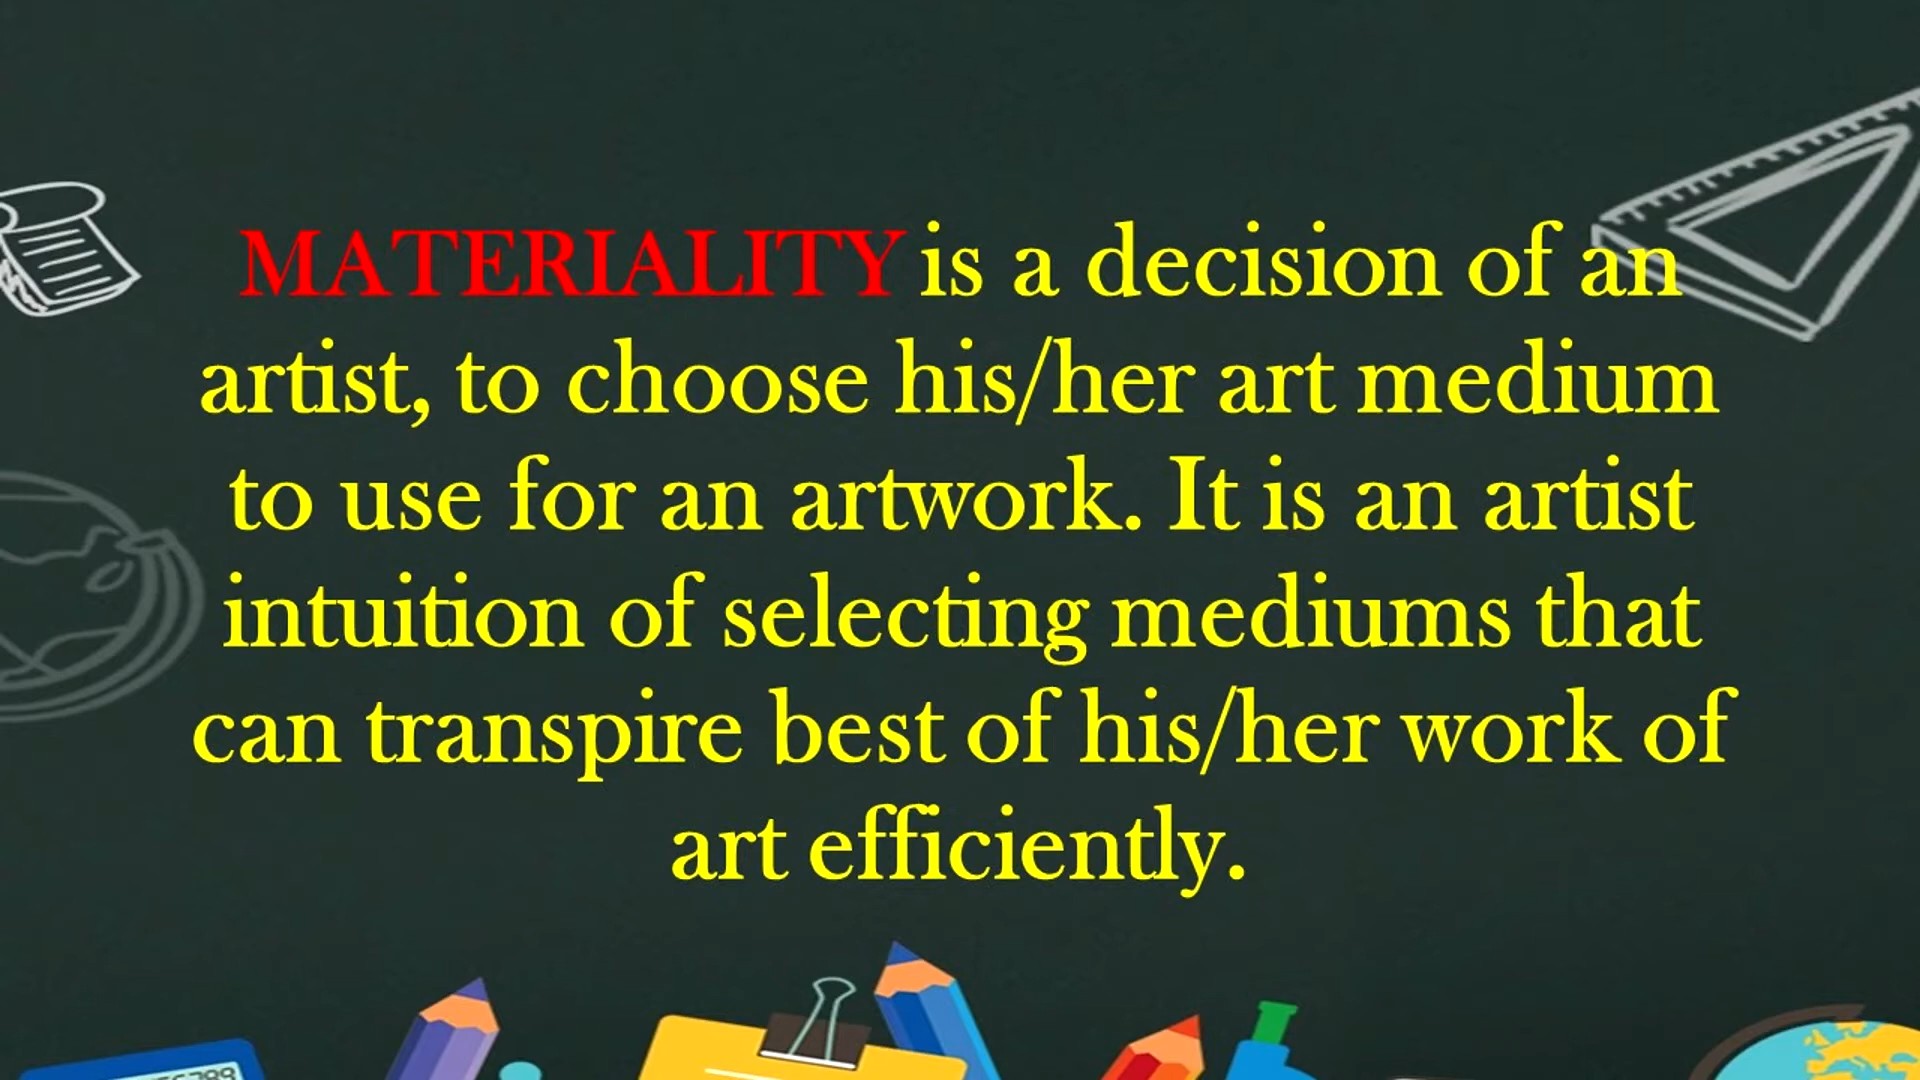 MATERIALITY is a decision of an
artist, to choose his/her art medium
to use for an artwork. It is an artist
intuition of selecting mediums that
can transpire best of his/her work of
art efficiently.